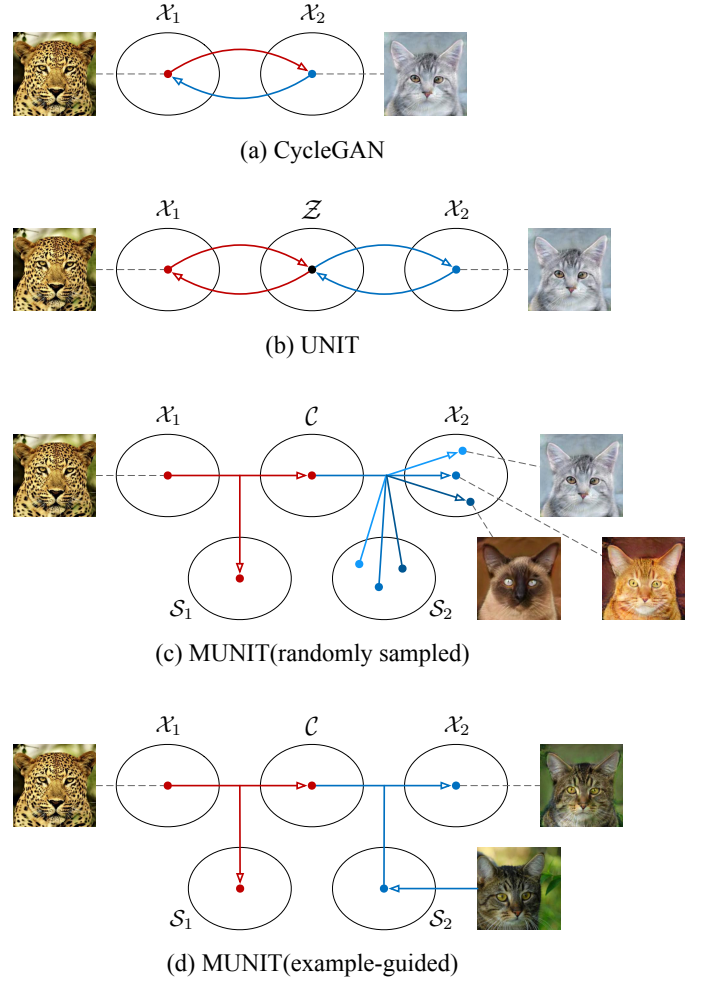 𝒳₁ 𝒳₂
(a) CycleGAN
𝒳₁ 𝒵 𝒳₂
(b) UNIT
𝒳₁ 𝒞 𝒳₂
𝒮₁ 𝒮₂
(c) MUNIT(randomly sampled)
𝒳₁ 𝒞 𝒳₂
𝒮₁ 𝒮₂
(d) MUNIT(example-guided)